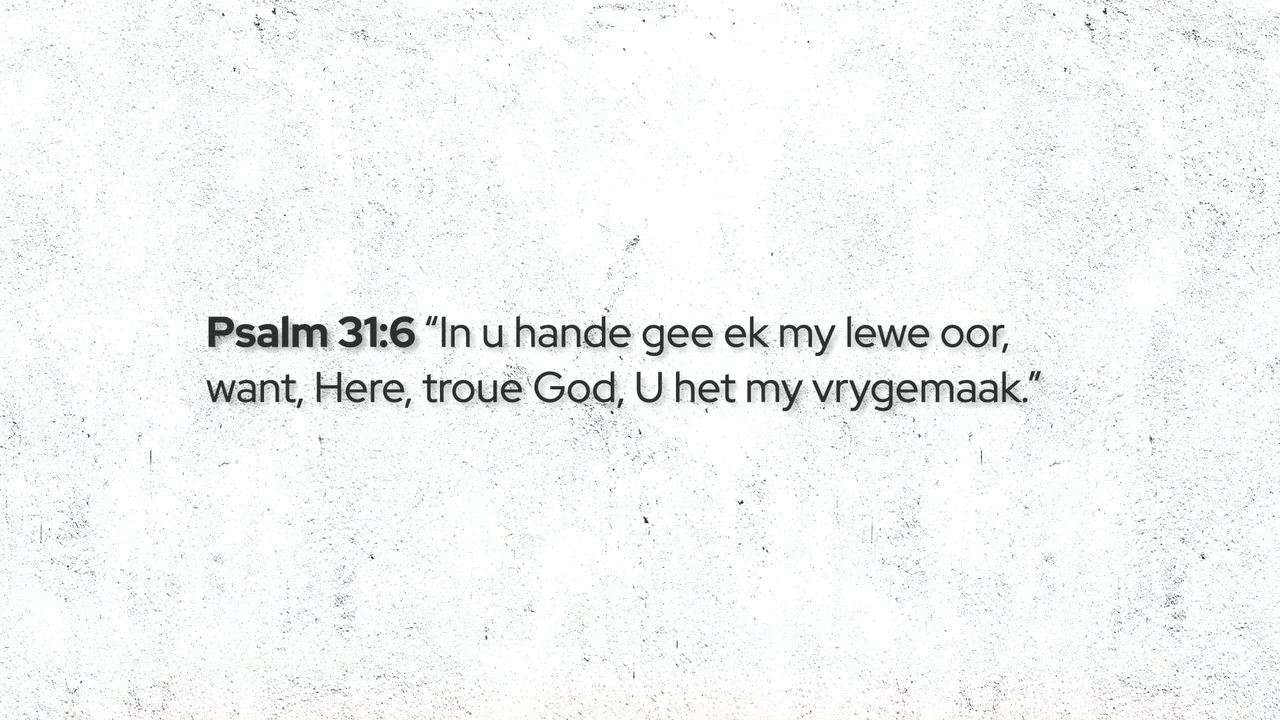 Psalm 31:6 “In u hande gee ek my lewe oor,
want, Here, troue God, U het my vrygemaak.”